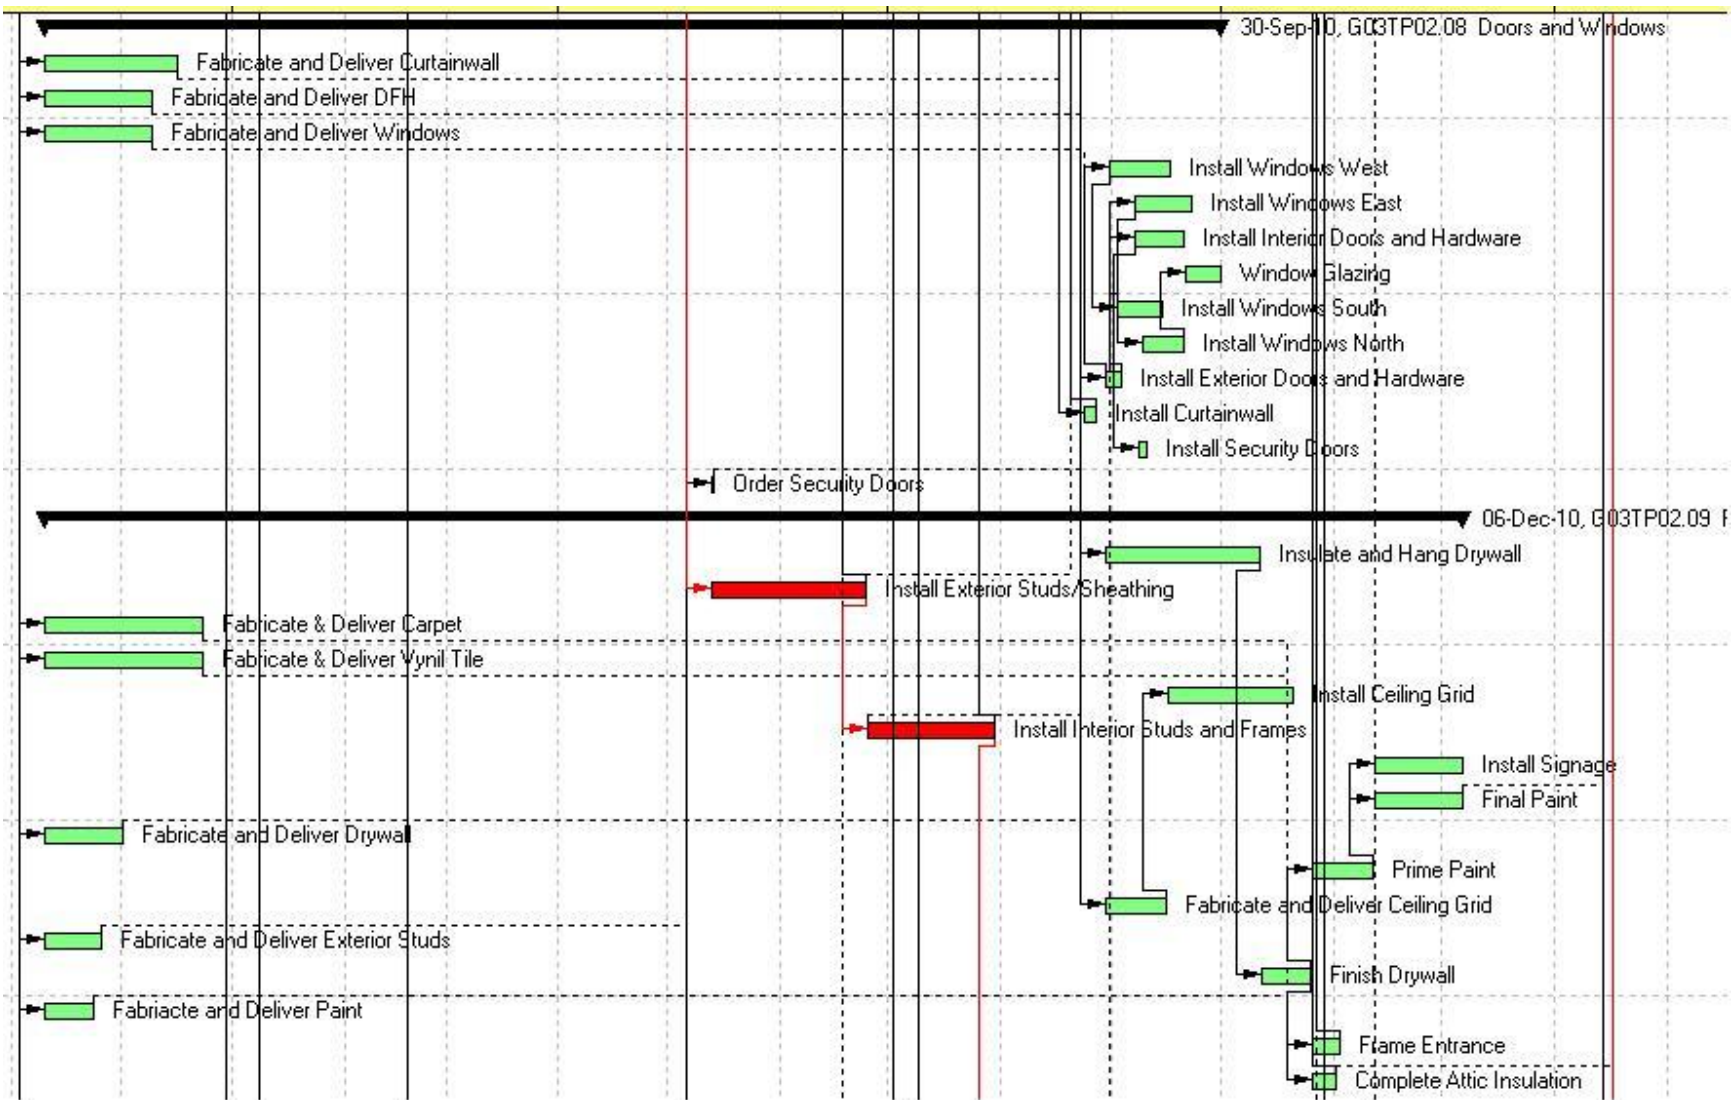 30-Sep-10, G03TP02.08 Doors and Windows
Fabricate and Deliver Curtainwall
Fabricate and Deliver DFH
Fabricate and Deliver Windows
Install Windows West
Install Windows East
Install Interior Doors and Hardware
Window Glazing
Install Windows South
Install Windows North
Install Exterior Doors and Hardware
Install Curtainwall
Install Security Doors
Order Security Doors
06-Dec-10, G03TP02.09
Insulate and Hang Drywall
Install Exterior Studs/Sheathing
Fabricate & Deliver Carpet
Fabricate & Deliver Vynil Tile
Install Ceiling Grid
Install Interior Studs and Frames
Install Signage
Final Paint
Fabricate and Deliver Drywall
Prime Paint
Fabricate and Deliver Ceiling Grid
Fabricate and Deliver Exterior Studs
Finish Drywall
Fabriacte and Deliver Paint
Frame Entrance
Complete Attic Insulation